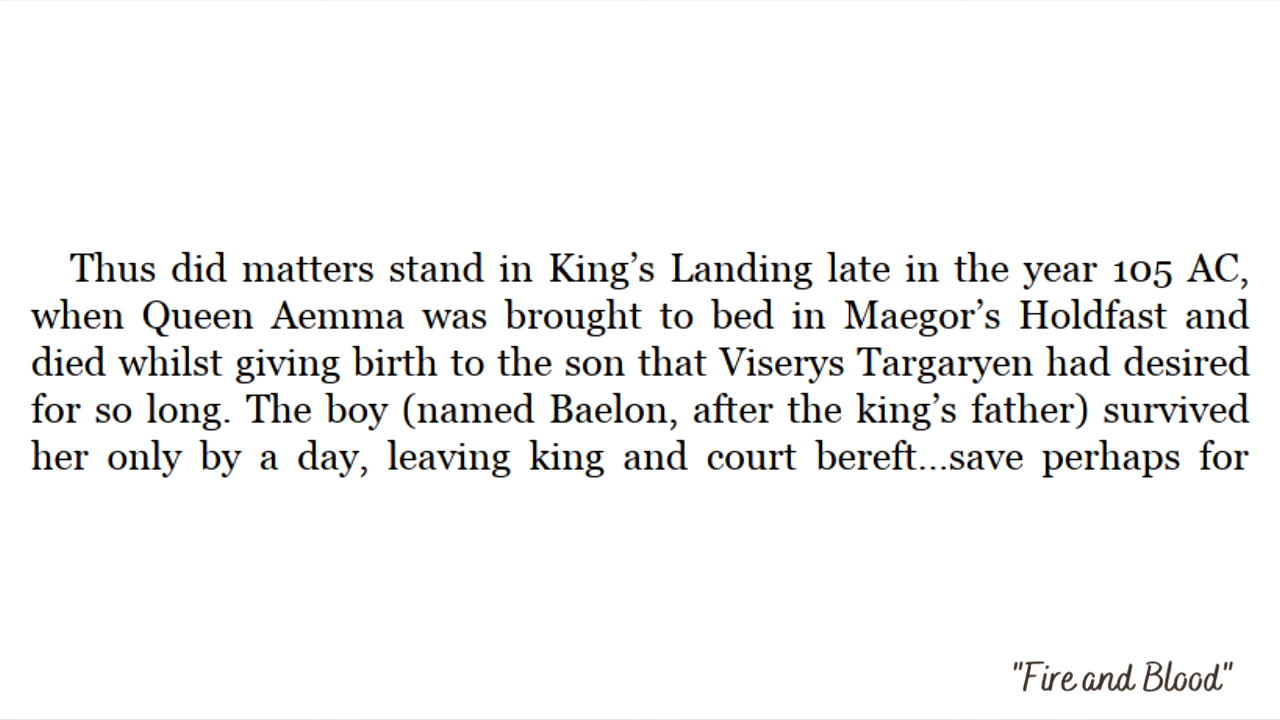 Thus did matters stand in King’s Landing late in the year 105 AC,
when Queen Aemma was brought to bed in Maegor’s Holdfast and
died whilst giving birth to the son that Viserys Targaryen had desired
for so long. The boy (named Baelon, after the king’s father) survived
her only by a day, leaving king and court bereft...save perhaps for
"Fire and Blood"